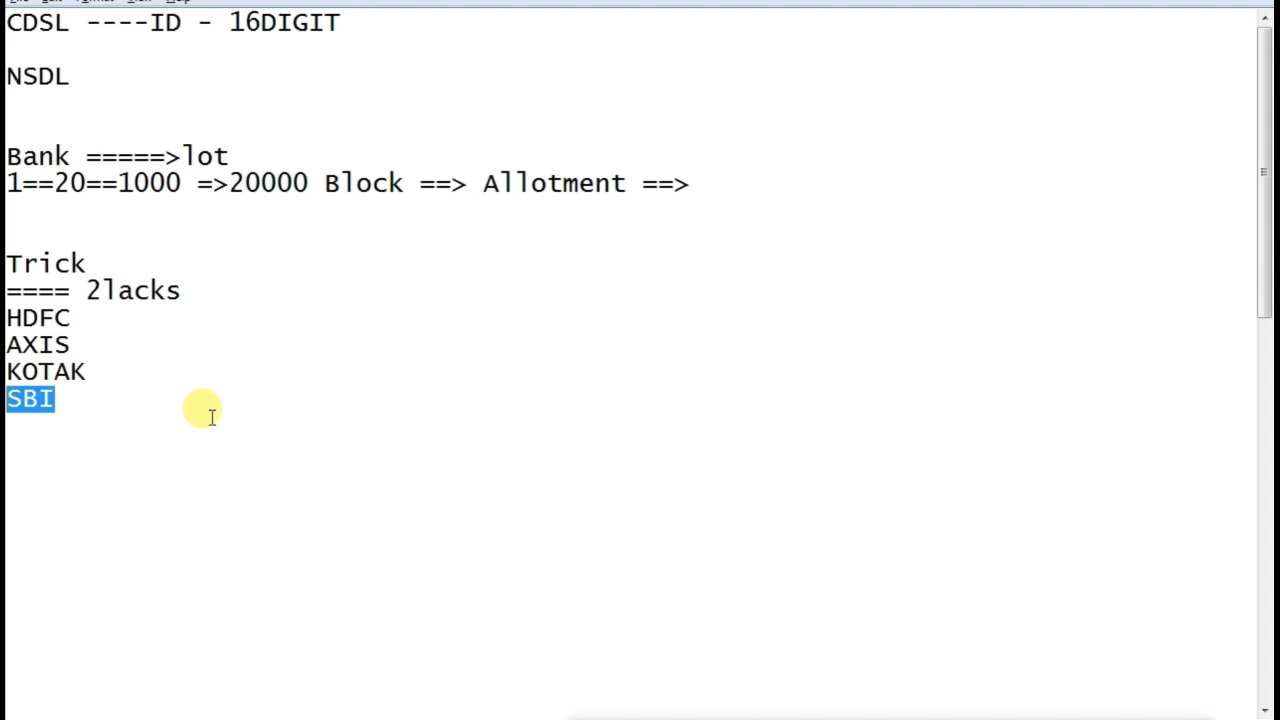 CDSL ----ID - 16DIGIT
NSDL
Bank =====>lot
1==20==1000 =>20000 Block ==> Allotment ==>
Trick
==== 2lacks
HDFC
AXIS
KOTAK
SBI